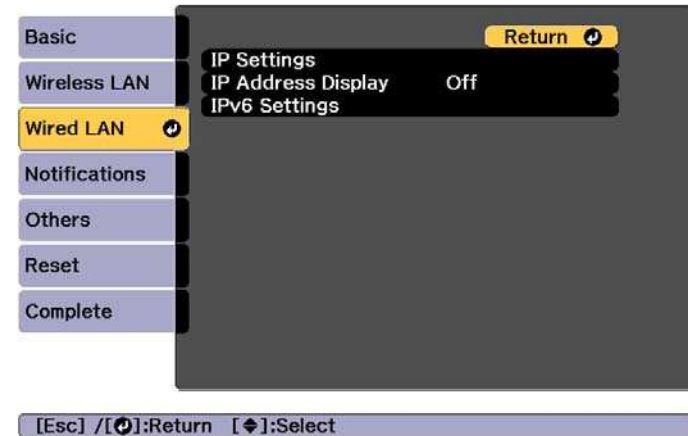 Basic
Wireless LAN
Wired LAN
Notifications
Others
Reset
Complete
Return
IP Settings
IP Address Display Off
IPv6 Settings
[Esc] /[]:Return []:Select